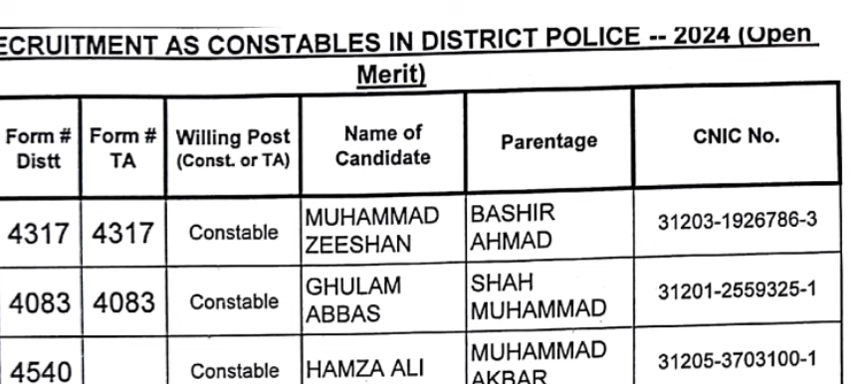 ECRUITMENT AS CONSTABLES IN DISTRICT POLICE -- 2024 (Open
Merit)
Form # Distt | Form # TA | Willing Post (Const. or TA) | Name of Candidate | Parentage | CNIC No.
4317 | 4317 | Constable | MUHAMMAD ZEESHAN | BASHIR AHMAD | 31203-1926786-3
4083 | 4083 | Constable | GHULAM ABBAS | SHAH MUHAMMAD | 31201-2559325-1
4540 | | Constable | HAMZA ALI | MUHAMMAD AKBAR | 31205-3703100-1